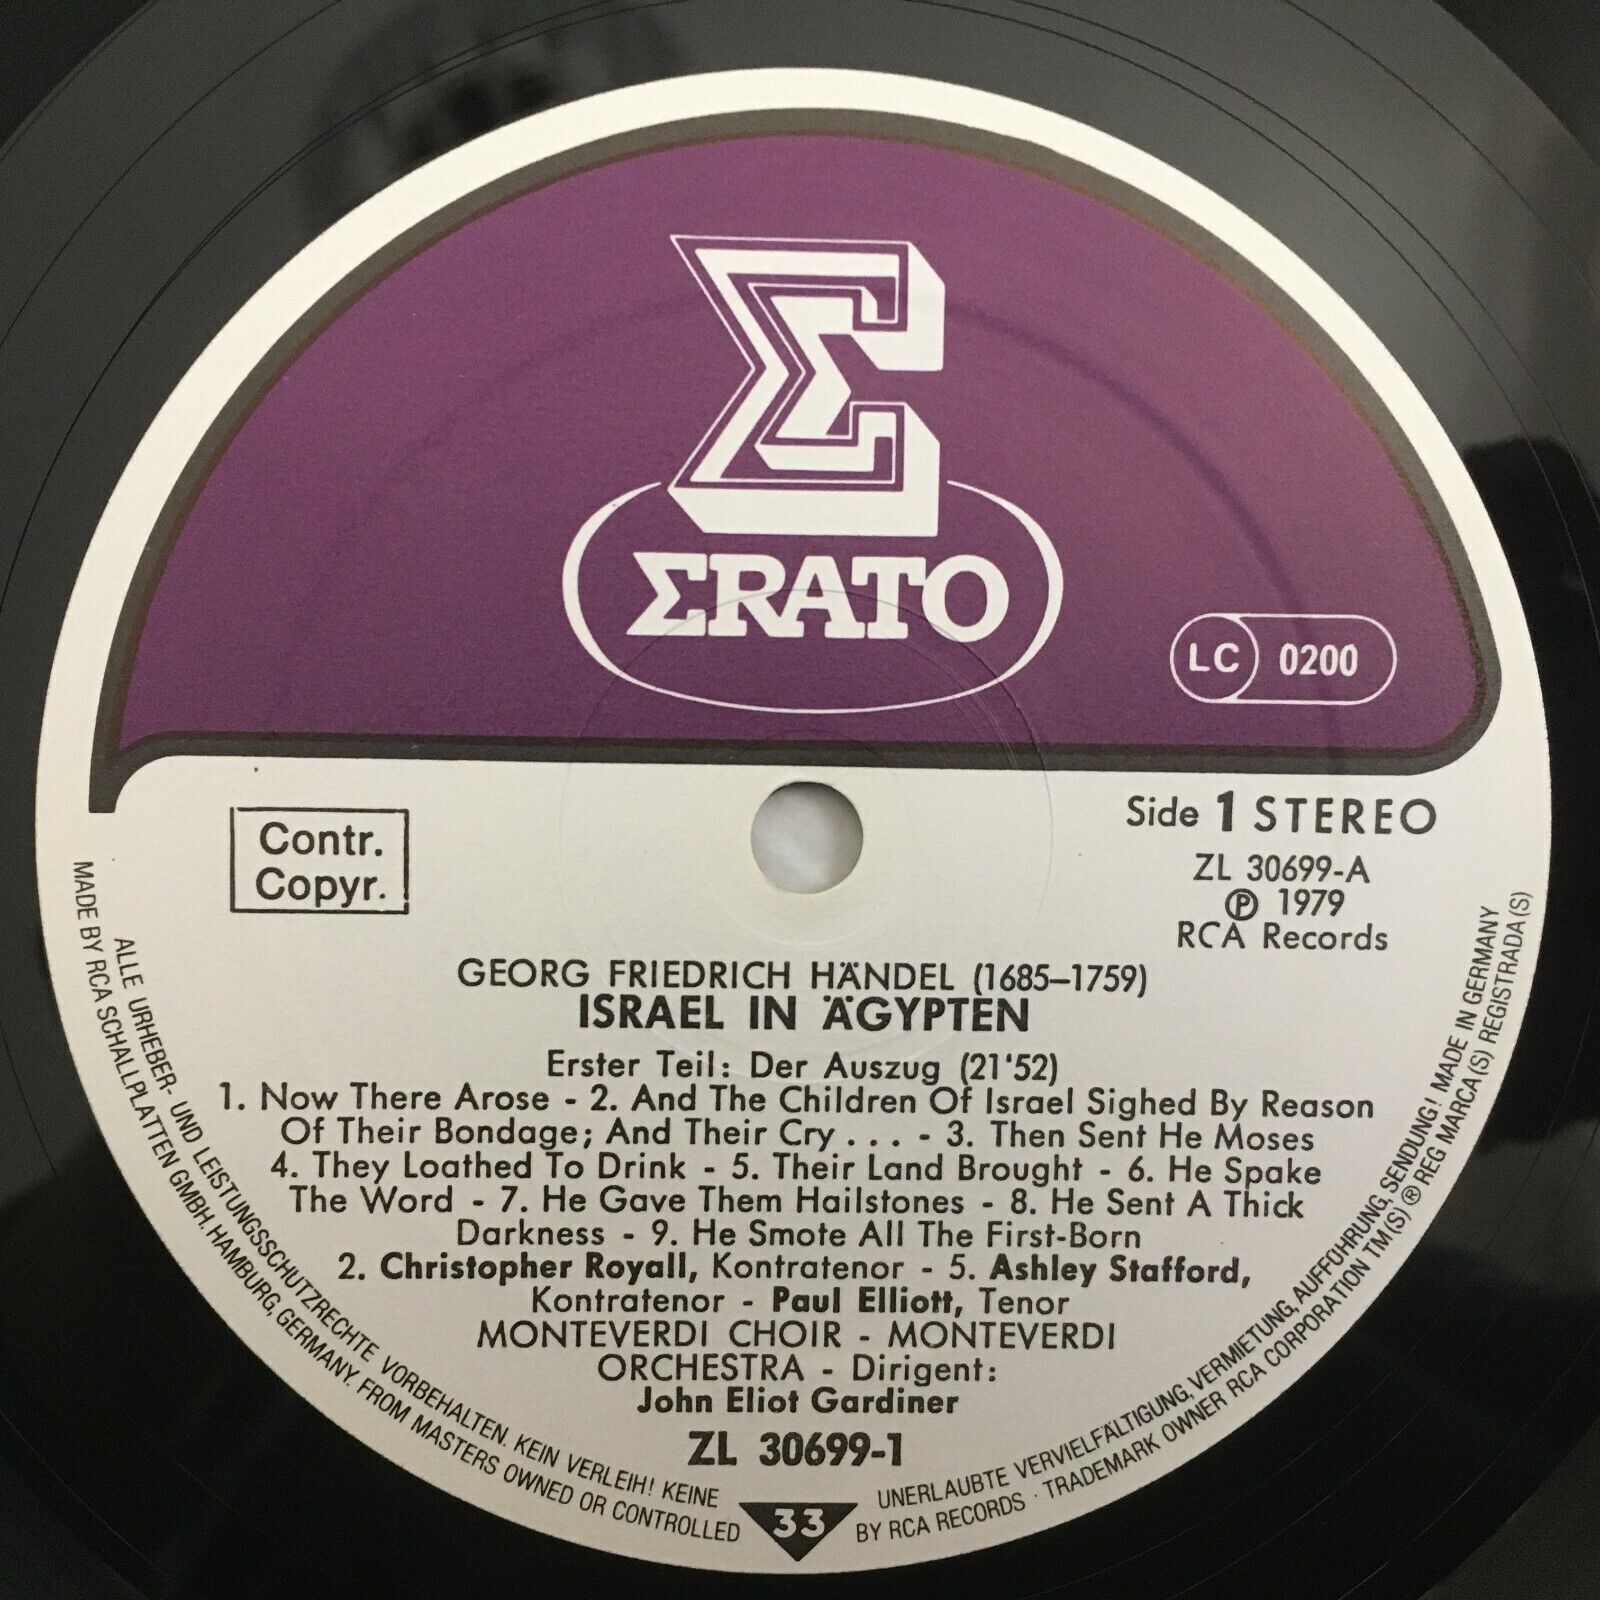 ΣRATO
LC 0200
Contr.
Copyr.
Side 1 STEREO
ZL 30699-A
℗ 1979
RCA Records
GEORG FRIEDRICH HÄNDEL (1685–1759)
ISRAEL IN ÄGYPTEN
Erster Teil: Der Auszug (21'52)
1. Now There Arose - 2. And The Children Of Israel Sighed By Reason
Of Their Bondage; And Their Cry . . . - 3. Then Sent He Moses
4. They Loathed To Drink - 5. Their Land Brought - 6. He Spake
The Word - 7. He Gave Them Hailstones - 8. He Sent A Thick
Darkness - 9. He Smote All The First-Born
2. Christopher Royall, Kontratenor - 5. Ashley Stafford,
Kontratenor - Paul Elliott, Tenor
MONTEVERDI CHOIR - MONTEVERDI
ORCHESTRA - Dirigent:
John Eliot Gardiner
ZL 30699-1
33
ALLE URHEBER- UND LEISTUNGSSCHUTZRECHTE VORBEHALTEN. KEIN VERLEIH! KEINE UNERLAUBTE VERVIELFÄLTIGUNG, VERMIETUNG, AUFFÜHRUNG, SENDUNG! MADE IN GERMANY
MADE BY RCA SCHALLPLATTEN GMBH. HAMBURG, GERMANY. FROM MASTERS OWNED OR CONTROLLED BY RCA RECORDS · TRADEMARK OWNER RCA CORPORATION TM(S) ® REG MARCA(S) REGISTRADA(S)